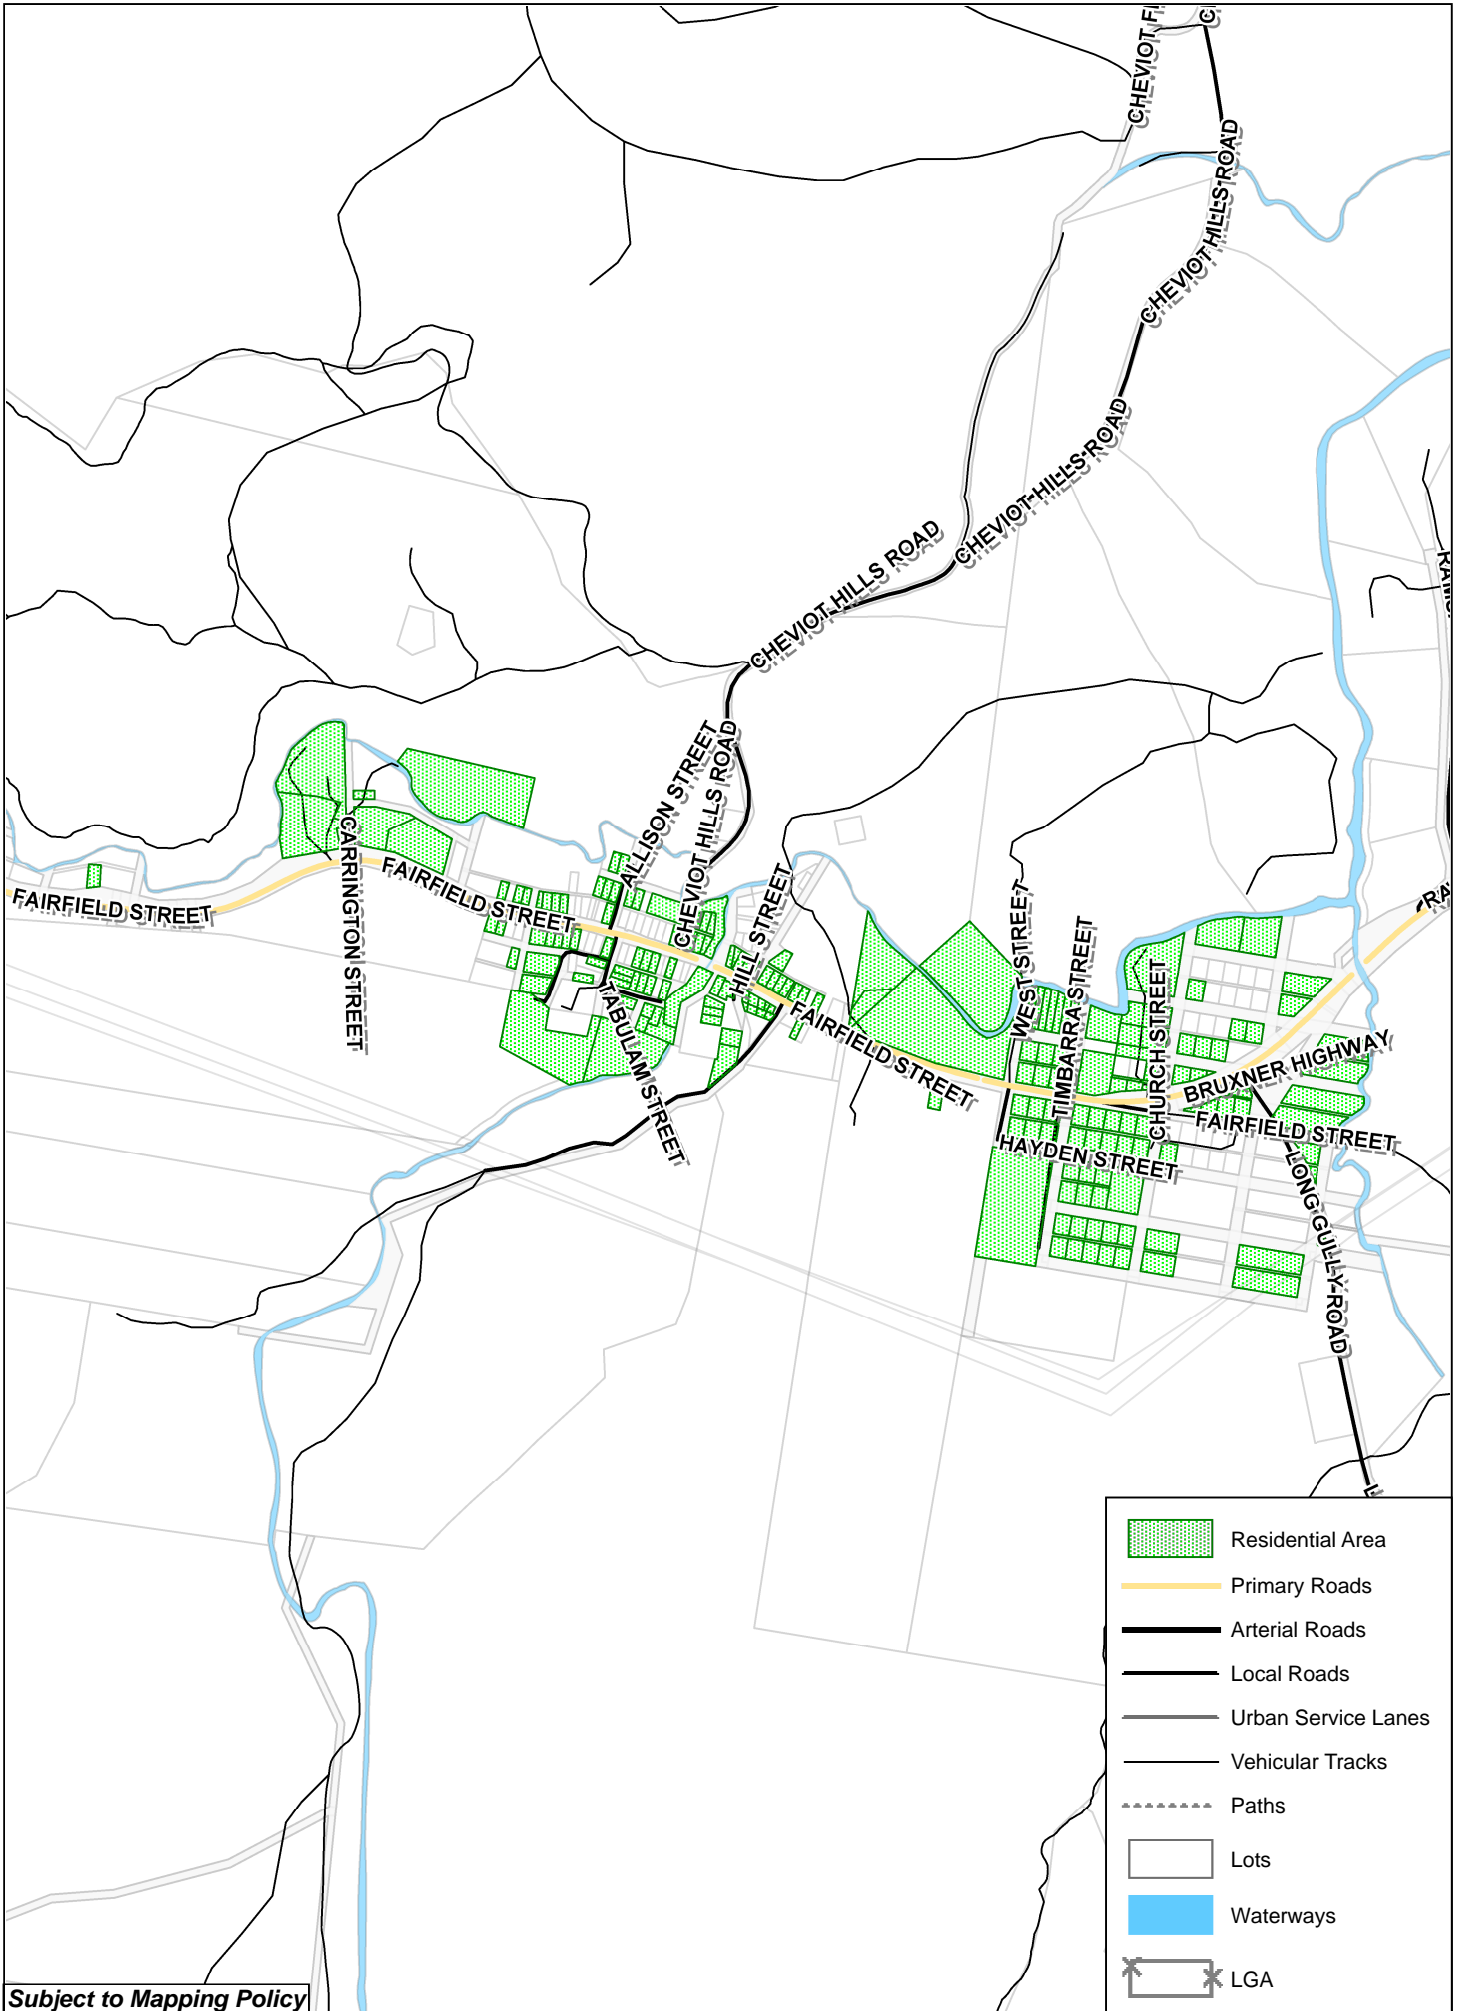 CHEVIOT
CHEVIOT HILLS ROAD
CHEVIOT HILLS ROAD
CHEVIOT HILLS ROAD
CHEVIOT HILLS ROAD
ALLISON STREET
CHEVIOT HILLS ROAD
CARRINGTON STREET
FAIRFIELD STREET
FAIRFIELD STREET
HILL STREET
WEST STREET
TIMBARRA STREET
CHURCH STREET
TABULAM STREET
FAIRFIELD STREET
BRUXNER HIGHWAY
FAIRFIELD STREET
HAYDEN STREET
LONG GULLY ROAD
Residential Area
Primary Roads
Arterial Roads
Local Roads
Urban Service Lanes
Vehicular Tracks
Paths
Lots
Waterways
LGA
Subject to Mapping Policy